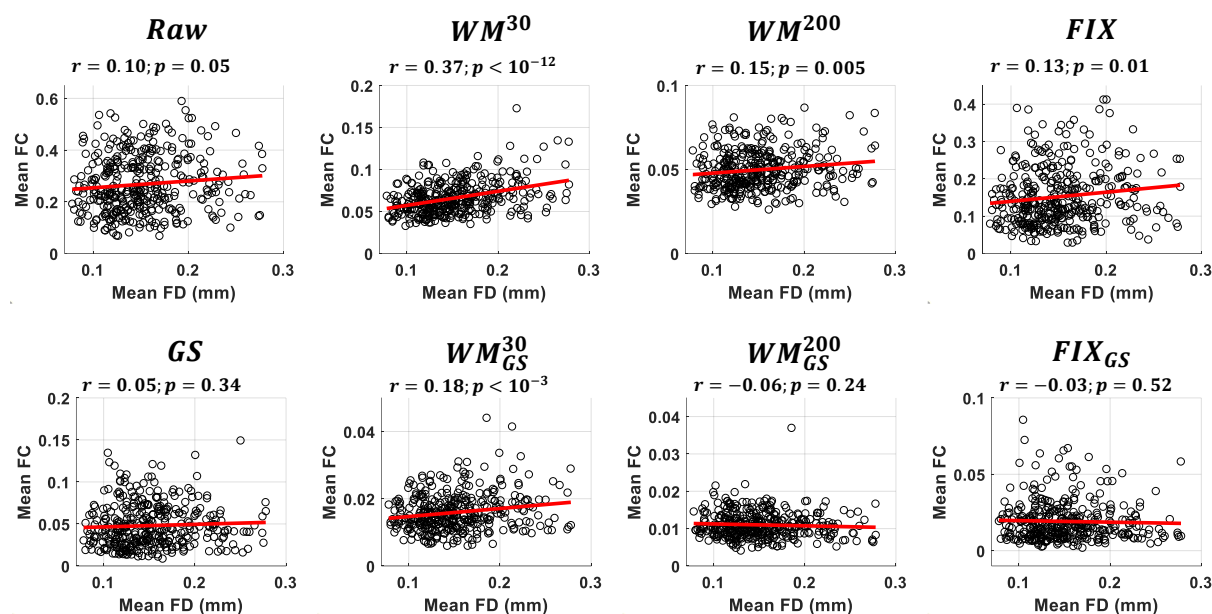 Raw
r = 0.10; p = 0.05
Mean FC
0.6
0.4
0.2
0
0.1 0.2 0.3
Mean FD (mm)
WM^30
r = 0.37; p < 10^−12
Mean FC
0.2
0.15
0.1
0.05
0
0.1 0.2 0.3
Mean FD (mm)
WM^200
r = 0.15; p = 0.005
Mean FC
0.1
0.05
0
0.1 0.2 0.3
Mean FD (mm)
FIX
r = 0.13; p = 0.01
Mean FC
0.4
0.3
0.2
0.1
0
0.1 0.2 0.3
Mean FD (mm)
GS
r = 0.05; p = 0.34
Mean FC
0.2
0.15
0.1
0.05
0
0.1 0.2 0.3
Mean FD (mm)
WM_GS^30
r = 0.18; p < 10^−3
Mean FC
0.04
0.02
0
0.1 0.2 0.3
Mean FD (mm)
WM_GS^200
r = −0.06; p = 0.24
Mean FC
0.04
0.03
0.02
0.01
0
0.1 0.2 0.3
Mean FD (mm)
FIX_GS
r = −0.03; p = 0.52
Mean FC
0.1
0.05
0
0.1 0.2 0.3
Mean FD (mm)